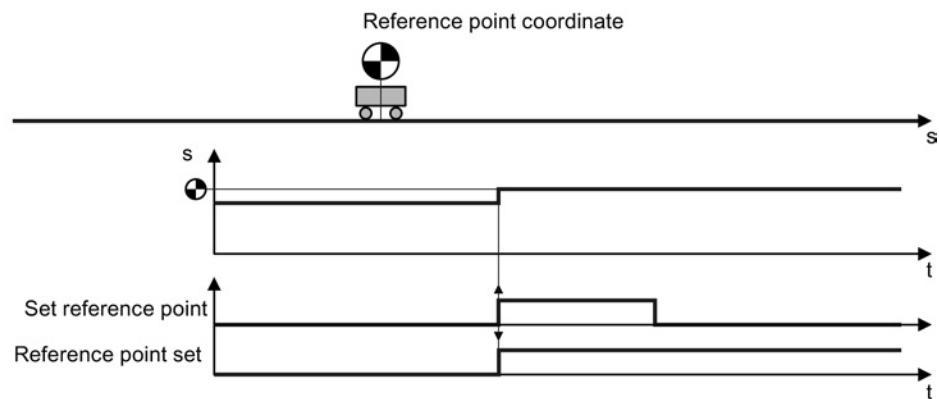 Reference point coordinate
s
s
t
Set reference point
Reference point set
t